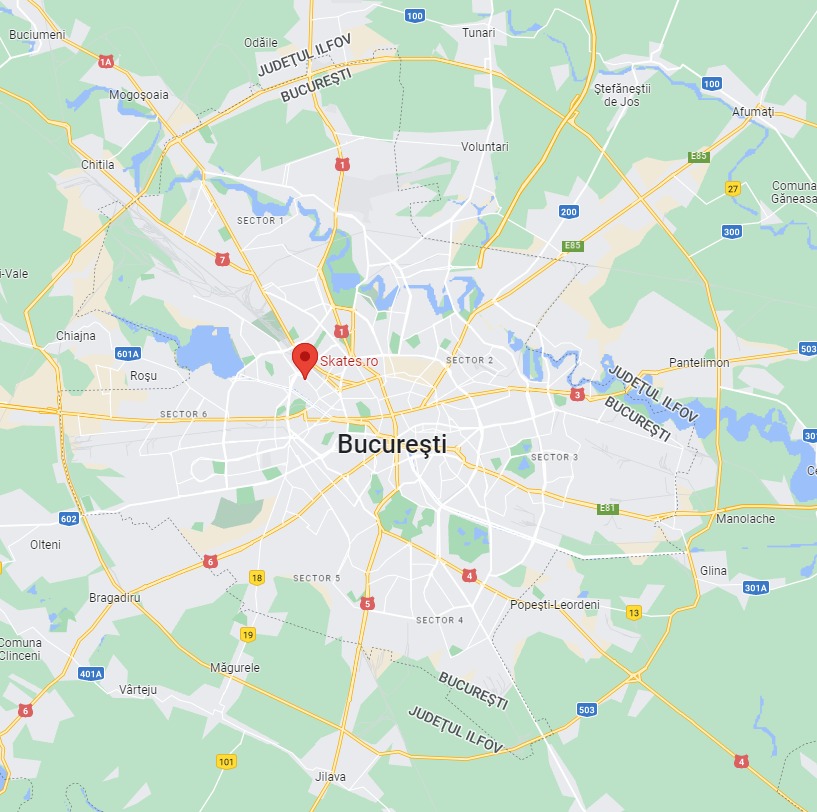 100
Buciumeni
Tunari
Odăile
JUDEȚUL ILFOV
1A
BUCUREȘTI
Ștefăneștii
de Jos
100
Mogoșoaia
Afumați
Voluntari
E85
1
Chitila
27
Comuna
Găneasa
200
SECTOR 1
300
E85
7
i-Vale
1
Chiajna
503
601A
Skates.ro
SECTOR 2
Pantelimon
Roșu
JUDEȚUL ILFOV
3
SECTOR 6
BUCUREȘTI
301
București
SECTOR 3
Ce
E81
602
Manolache
Olteni
6
Glina
18
SECTOR 5
4
301A
Bragadiru
5
Popești-Leordeni
13
SECTOR 4
19
Comuna
Clinceni
Măgurele
401A
Vârteju
BUCUREȘTI
6
503
JUDEȚUL ILFOV
101
4
Jilava